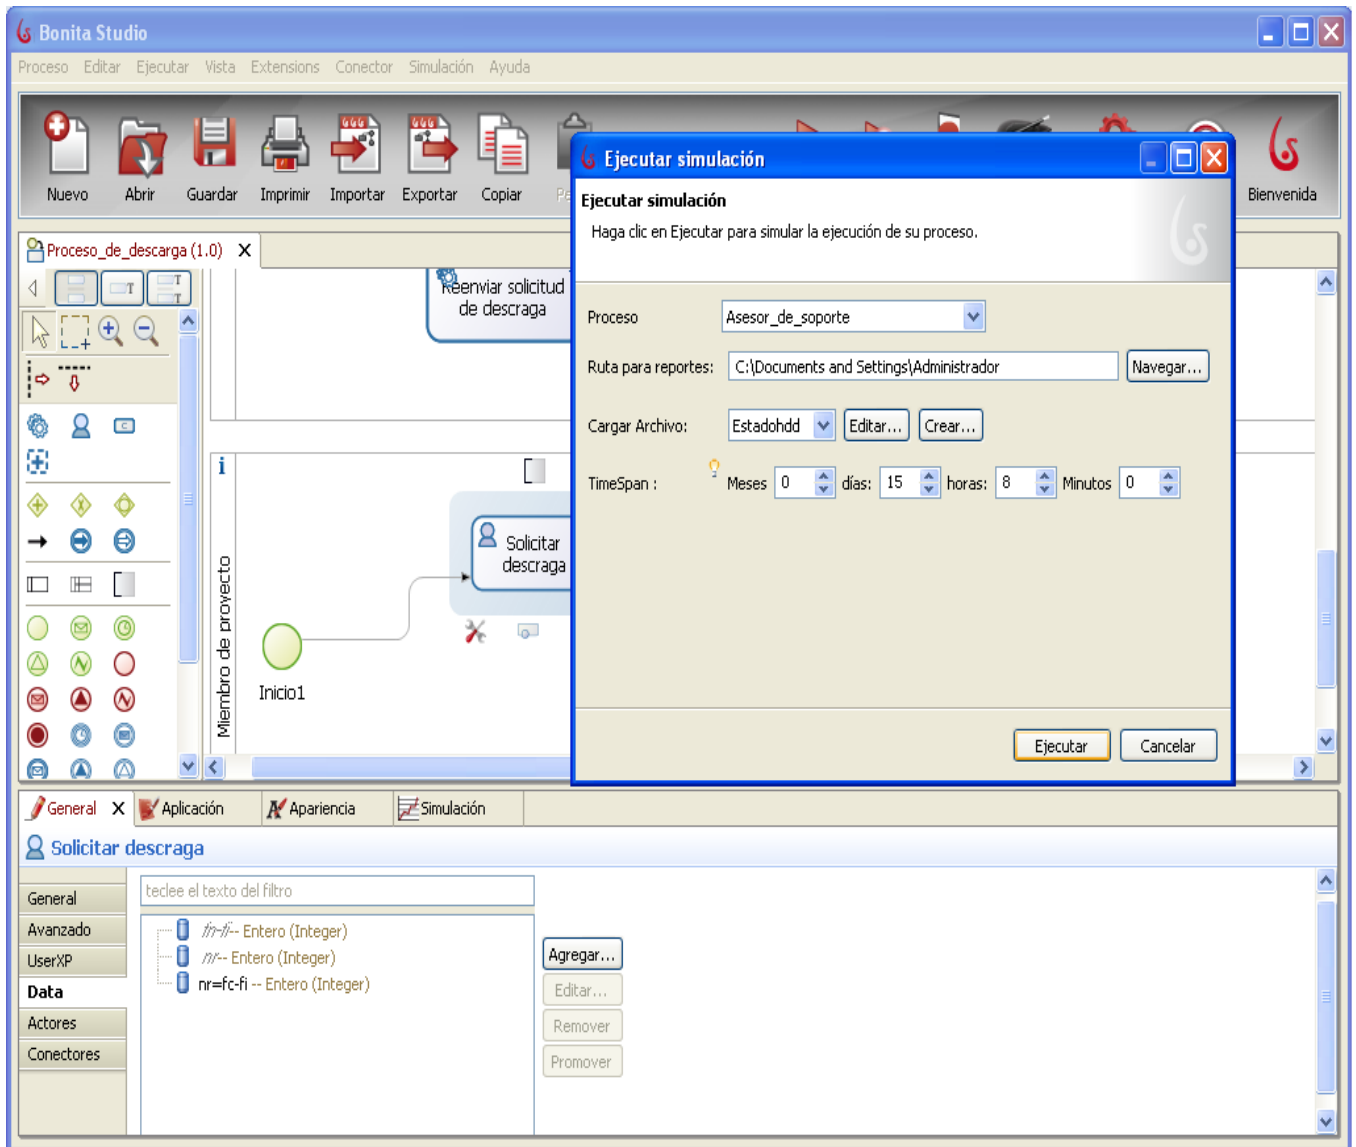 Bonita Studio
Proceso Editar Ejecutar Vista Extensions Conector Simulación Ayuda
Nuevo Abrir Guardar Imprimir Importar Exportar Copiar Bienvenida
Proceso_de_descarga (1.0)
Reenviar solicitud
de descraga
Miembro de proyecto
Inicio1
Solicitar
descraga
Ejecutar simulación
Ejecutar simulación
Haga clic en Ejecutar para simular la ejecución de su proceso.
Proceso Asesor_de_soporte
Ruta para reportes: C:\Documents and Settings\Administrador Navegar...
Cargar Archivo: Estadohdd Editar... Crear...
TimeSpan : Meses 0 días: 15 horas: 8 Minutos 0
Ejecutar Cancelar
General Aplicación Apariencia Simulación
Solicitar descraga
General
Avanzado
UserXP
Data
Actores
Conectores
teclee el texto del filtro
-- Entero (Integer)
nr-- Entero (Integer)
nr=fc-fi -- Entero (Integer)
Agregar...
Editar...
Remover
Promover